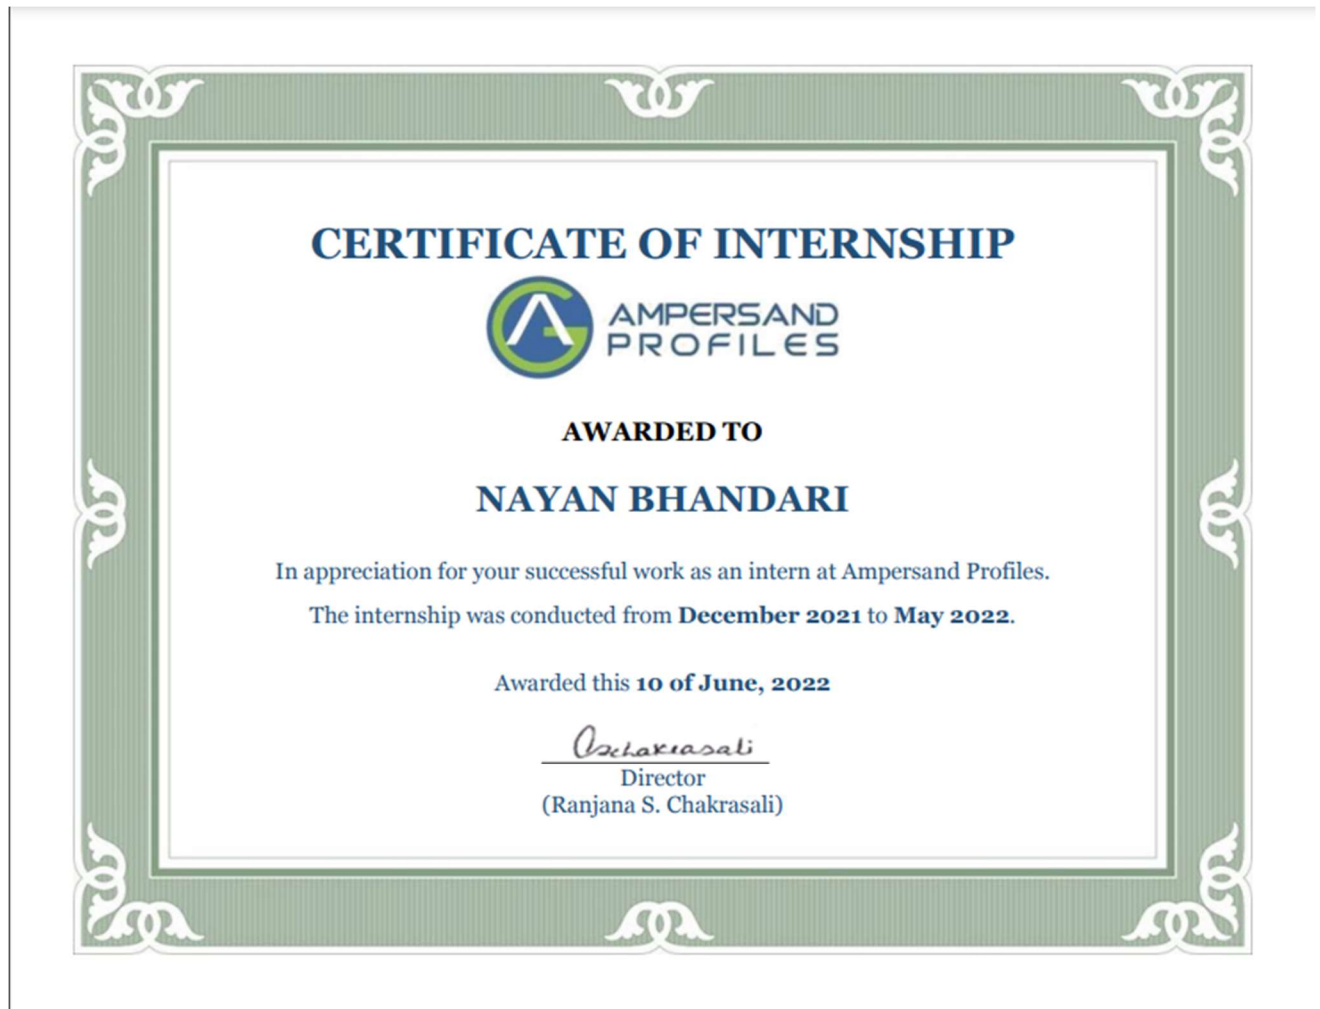 CERTIFICATE OF INTERNSHIP
AMPERSAND
PROFILES
AWARDED TO
NAYAN BHANDARI
In appreciation for your successful work as an intern at Ampersand Profiles.
The internship was conducted from December 2021 to May 2022.
Awarded this 10 of June, 2022
Director
(Ranjana S. Chakrasali)